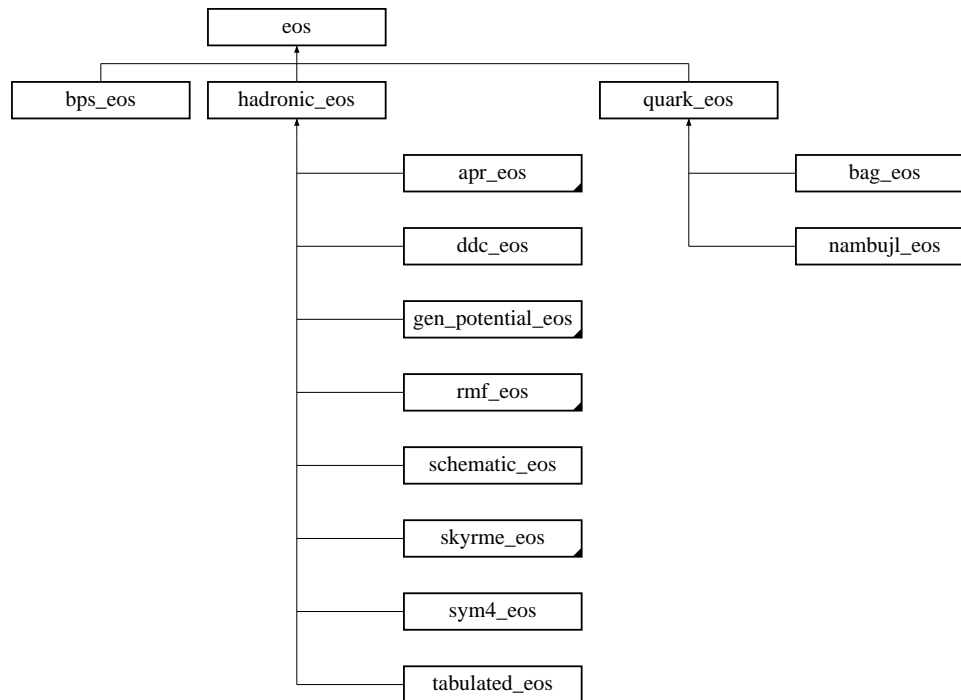 eos
bps_eos
hadronic_eos
quark_eos
apr_eos
bag_eos
ddc_eos
nambujl_eos
gen_potential_eos
rmf_eos
schematic_eos
skyrme_eos
sym4_eos
tabulated_eos